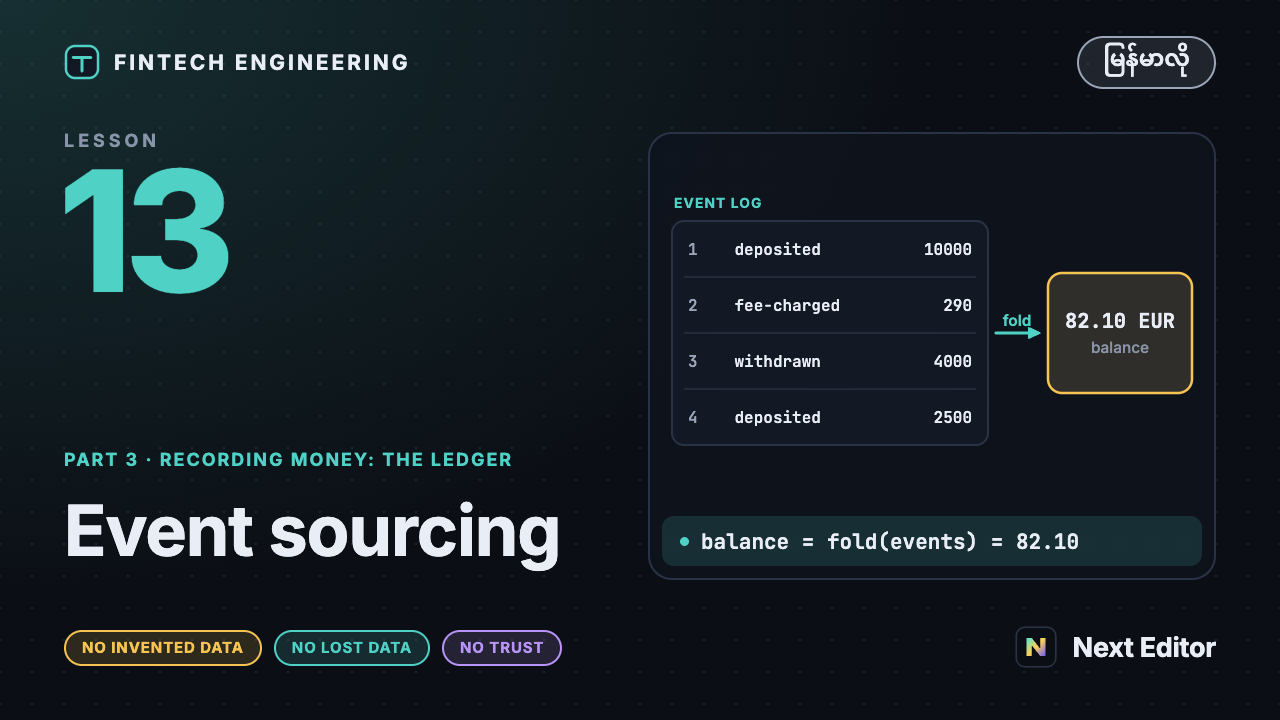 FINTECH ENGINEERING
မြန်မာလို
LESSON
13
PART 3 · RECORDING MONEY: THE LEDGER
Event sourcing
NO INVENTED DATA
NO LOST DATA
NO TRUST
EVENT LOG
1 deposited 10000
2 fee-charged 290
3 withdrawn 4000
4 deposited 2500
fold
82.10 EUR
balance
balance = fold(events) = 82.10
N Next Editor